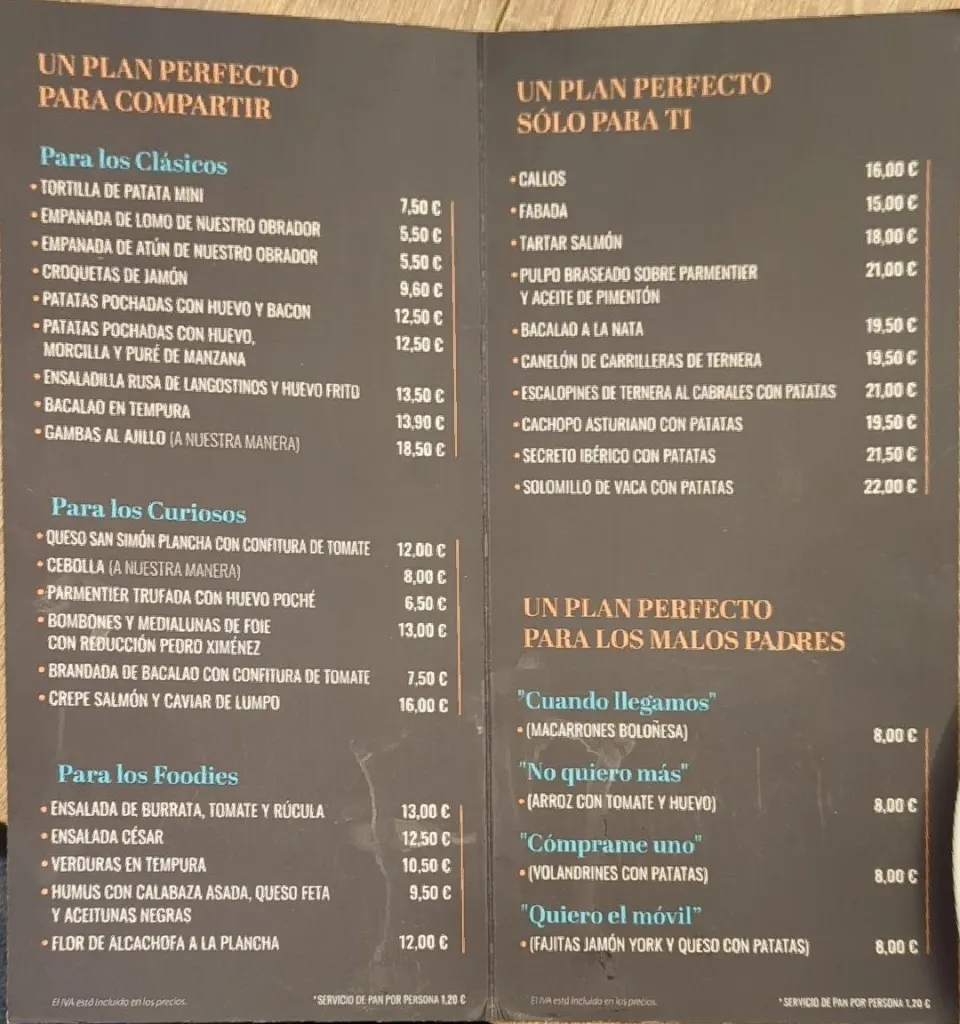 UN PLAN PERFECTO
PARA COMPARTIR
Para los Clásicos
• TORTILLA DE PATATA MINI 7,50 €
• EMPANADA DE LOMO DE NUESTRO OBRADOR 5,50 €
• EMPANADA DE ATÚN DE NUESTRO OBRADOR 5,50 €
• CROQUETAS DE JAMÓN 9,60 €
• PATATAS POCHADAS CON HUEVO Y BACON 12,50 €
• PATATAS POCHADAS CON HUEVO, 12,50 €
MORCILLA Y PURÉ DE MANZANA
• ENSALADILLA RUSA DE LANGOSTINOS Y HUEVO FRITO 13,50 €
• BACALAO EN TEMPURA 13,90 €
• GAMBAS AL AJILLO (A NUESTRA MANERA) 18,50 €
Para los Curiosos
• QUESO SAN SIMÓN PLANCHA CON CONFITURA DE TOMATE 12,00 €
• CEBOLLA (A NUESTRA MANERA) 8,00 €
• PARMENTIER TRUFADA CON HUEVO POCHÉ 6,50 €
• BOMBONES Y MEDIALUNAS DE FOIE 13,00 €
CON REDUCCIÓN PEDRO XIMÉNEZ
• BRANDADA DE BACALAO CON CONFITURA DE TOMATE 7,50 €
• CREPE SALMÓN Y CAVIAR DE LUMPO 16,00 €
Para los Foodies
• ENSALADA DE BURRATA, TOMATE Y RÚCULA 13,00 €
• ENSALADA CÉSAR 12,50 €
• VERDURAS EN TEMPURA 10,50 €
• HUMUS CON CALABAZA ASADA, QUESO FETA 9,50 €
Y ACEITUNAS NEGRAS
• FLOR DE ALCACHOFA A LA PLANCHA 12,00 €
El IVA está incluido en los precios. *SERVICIO DE PAN POR PERSONA 1,20 €
UN PLAN PERFECTO
SÓLO PARA TI
• CALLOS 16,00 €
• FABADA 15,00 €
• TARTAR SALMÓN 18,00 €
• PULPO BRASEADO SOBRE PARMENTIER 21,00 €
Y ACEITE DE PIMENTÓN
• BACALAO A LA NATA 19,50 €
• CANELÓN DE CARRILLERAS DE TERNERA 19,50 €
• ESCALOPINES DE TERNERA AL CABRALES CON PATATAS 21,00 €
• CACHOPO ASTURIANO CON PATATAS 19,50 €
• SECRETO IBÉRICO CON PATATAS 21,50 €
• SOLOMILLO DE VACA CON PATATAS 22,00 €
UN PLAN PERFECTO
PARA LOS MALOS PADRES
"Cuando llegamos"
• (MACARRONES BOLOÑESA) 8,00 €
"No quiero más"
• (ARROZ CON TOMATE Y HUEVO) 8,00 €
"Cómprame uno"
• (VOLANDRINES CON PATATAS) 8,00 €
"Quiero el móvil"
• (FAJITAS JAMÓN YORK Y QUESO CON PATATAS) 8,00 €
El IVA está incluido en los precios. *SERVICIO DE PAN POR PERSONA 1,20 €